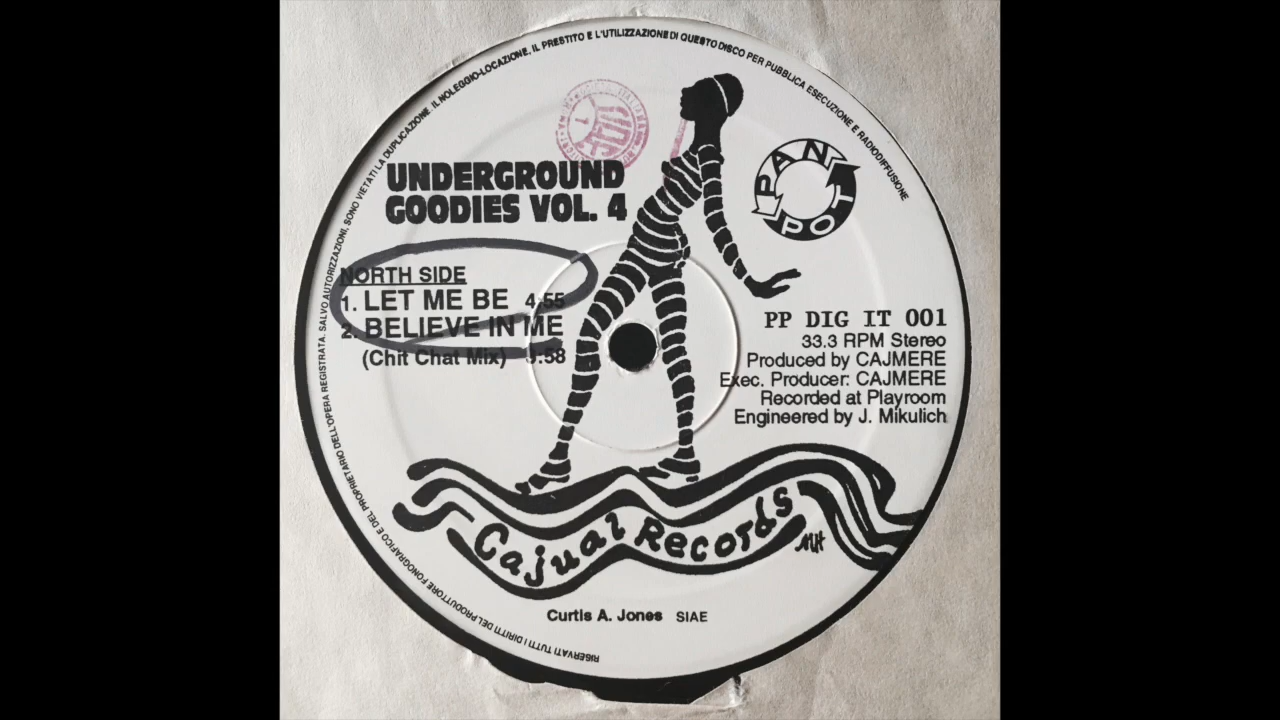 RISERVATI TUTTI I DIRITTI DEL PRODUTTORE FONOGRAFICO E DEL PROPRIETARIO DELL'OPERA REGISTRATA. SALVO AUTORIZZAZIONI, SONO VIETATI LA DUPLICAZIONE, IL NOLEGGIO-LOCAZIONE, IL PRESTITO E L'UTILIZZAZIONE DI QUESTO DISCO PER PUBBLICA ESECUZIONE E RADIODIFFUSIONE
UNDERGROUND
GOODIES VOL. 4
PAN
POT
NORTH SIDE
1. LET ME BE 4:55
2. BELIEVE IN ME
(Chit Chat Mix) :58
PP DIG IT 001
33.3 RPM Stereo
Produced by CAJMERE
Exec. Producer: CAJMERE
Recorded at Playroom
Engineered by J. Mikulich
Cajual Records
Curtis A. Jones SIAE